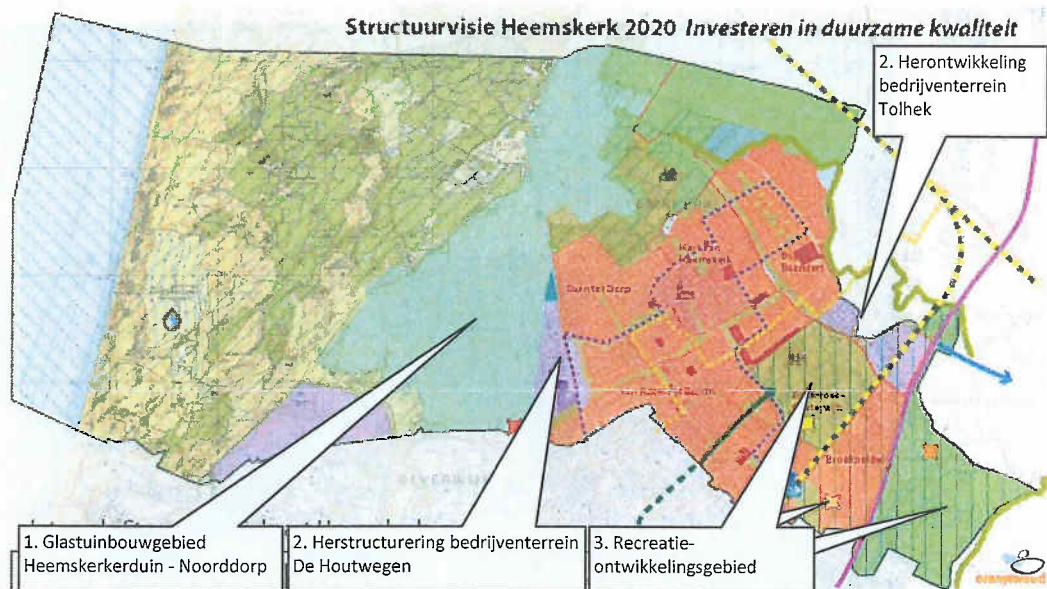 Structuurvisie Heemskerk 2020 Investeren in duurzame kwaliteit
2. Herontwikkeling
bedrijventerrein
Tolhek
1. Glastuinbouwgebied
Heemskerkerduin - Noorddorp
2. Herstructurering bedrijventerrein
De Houtwegen
3. Recreatie-
ontwikkelingsgebied
oranjewoud